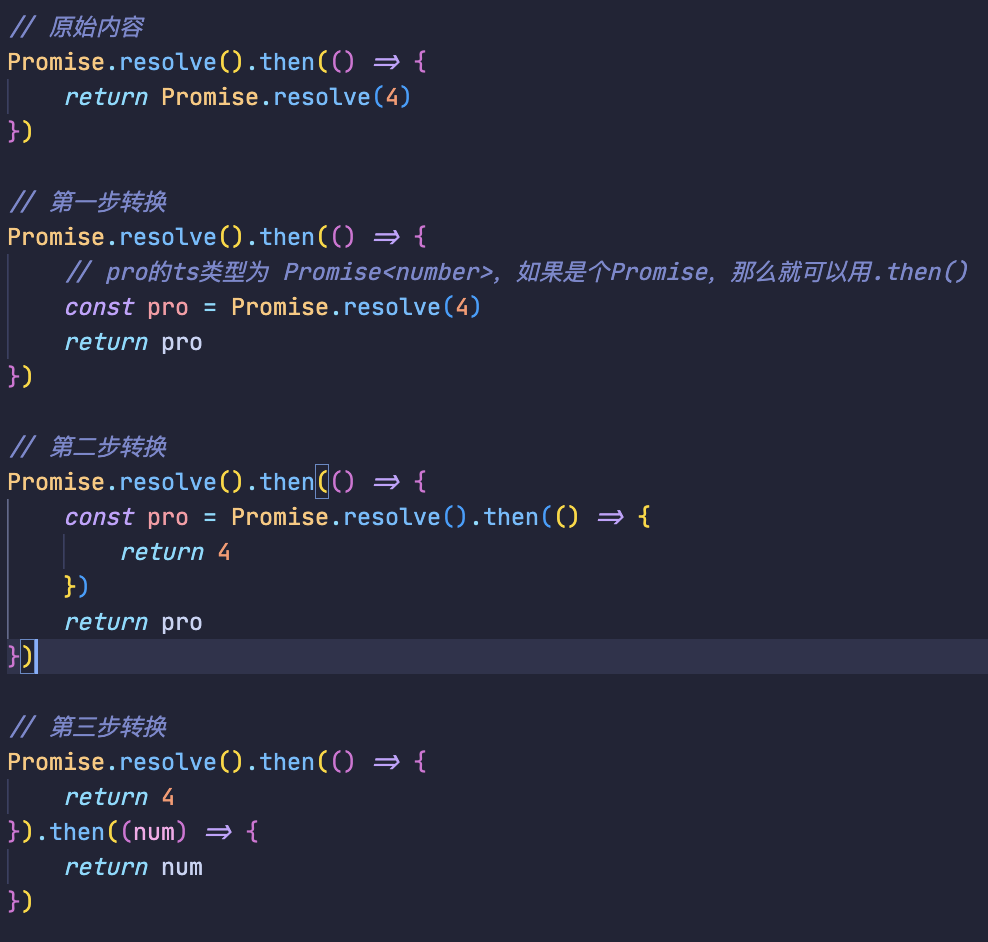 // 原始内容
Promise.resolve().then(() => {
    return Promise.resolve(4)
})
// 第一步转换
Promise.resolve().then(() => {
    // pro的ts类型为 Promise<number>, 如果是个Promise, 那么就可以用.then()
    const pro = Promise.resolve(4)
    return pro
})
// 第二步转换
Promise.resolve().then(() => {
    const pro = Promise.resolve().then(() => {
        return 4
    })
    return pro
})
// 第三步转换
Promise.resolve().then(() => {
    return 4
}).then((num) => {
    return num
})